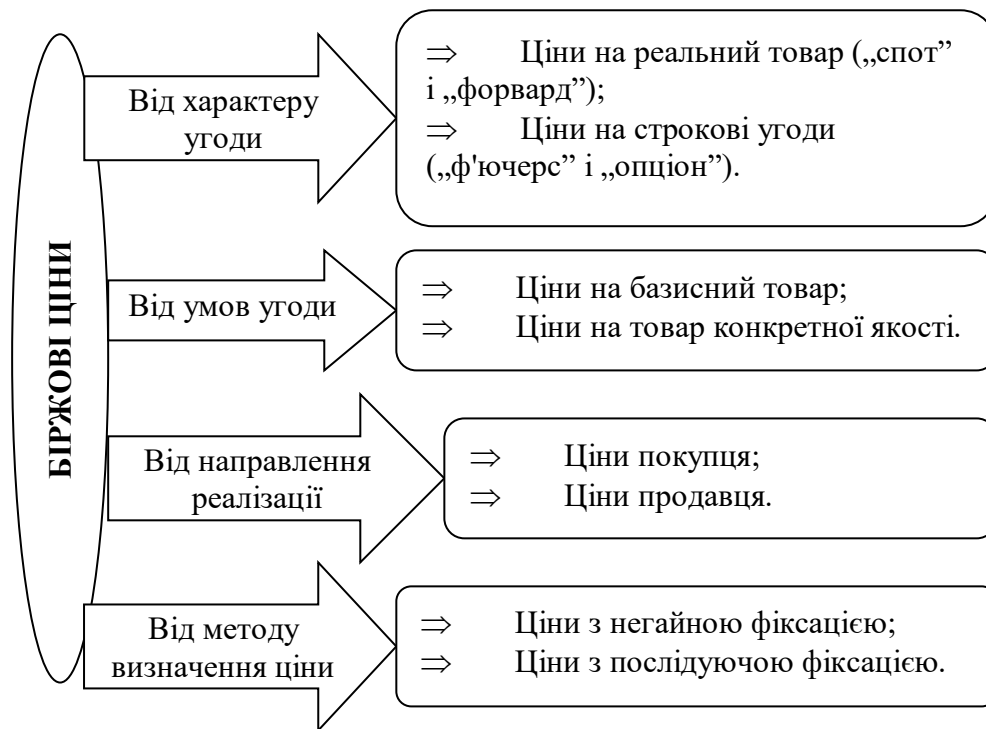 БІРЖОВІ ЦІНИ
Від характеру
угоди
⇒ Ціни на реальний товар („спот”
і „форвард”);
⇒ Ціни на строкові угоди
(„ф'ючерс” і „опціон”).
Від умов угоди
⇒ Ціни на базисний товар;
⇒ Ціни на товар конкретної якості.
Від направлення
реалізації
⇒ Ціни покупця;
⇒ Ціни продавця.
Від методу
визначення ціни
⇒ Ціни з негайною фіксацією;
⇒ Ціни з послідуючою фіксацією.